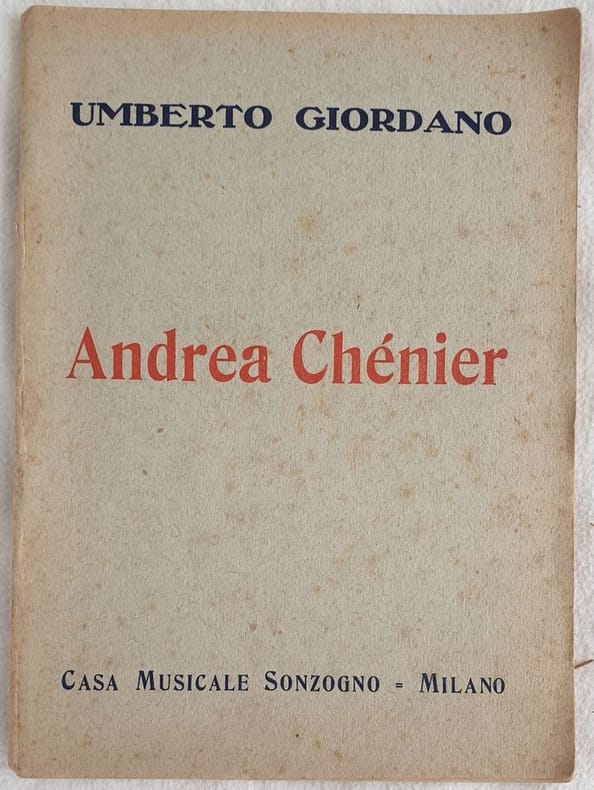 UMBERTO GIORDANO
Andrea Chénier
CASA MUSICALE SONZOGNO = MILANO